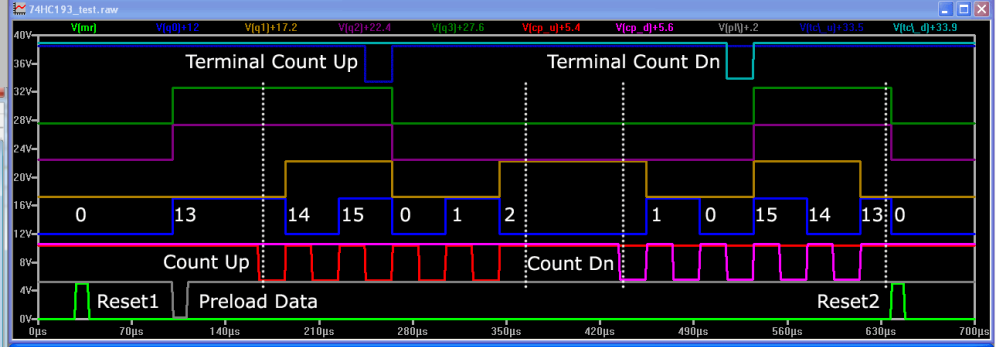 74HC193_test.raw
V(mr) V(q0)+12 V(q1)+17.2 V(q2)+22.4 V(q3)+27.6 V(cp_u)+5.4 V(cp_d)+5.6 V(pl\)+.2 V(tc\_u)+33.5 V(tc\_d)+33.9
40V
36V Terminal Count Up Terminal Count Dn
32V
28V
24V
20V
16V
0 13 14 15 0 1 2 1 0 15 14 13 0
12V
8V Count Up Count Dn
4V
Reset1 Preload Data Reset2
0V
0µs 70µs 140µs 210µs 280µs 350µs 420µs 490µs 560µs 630µs 700µs